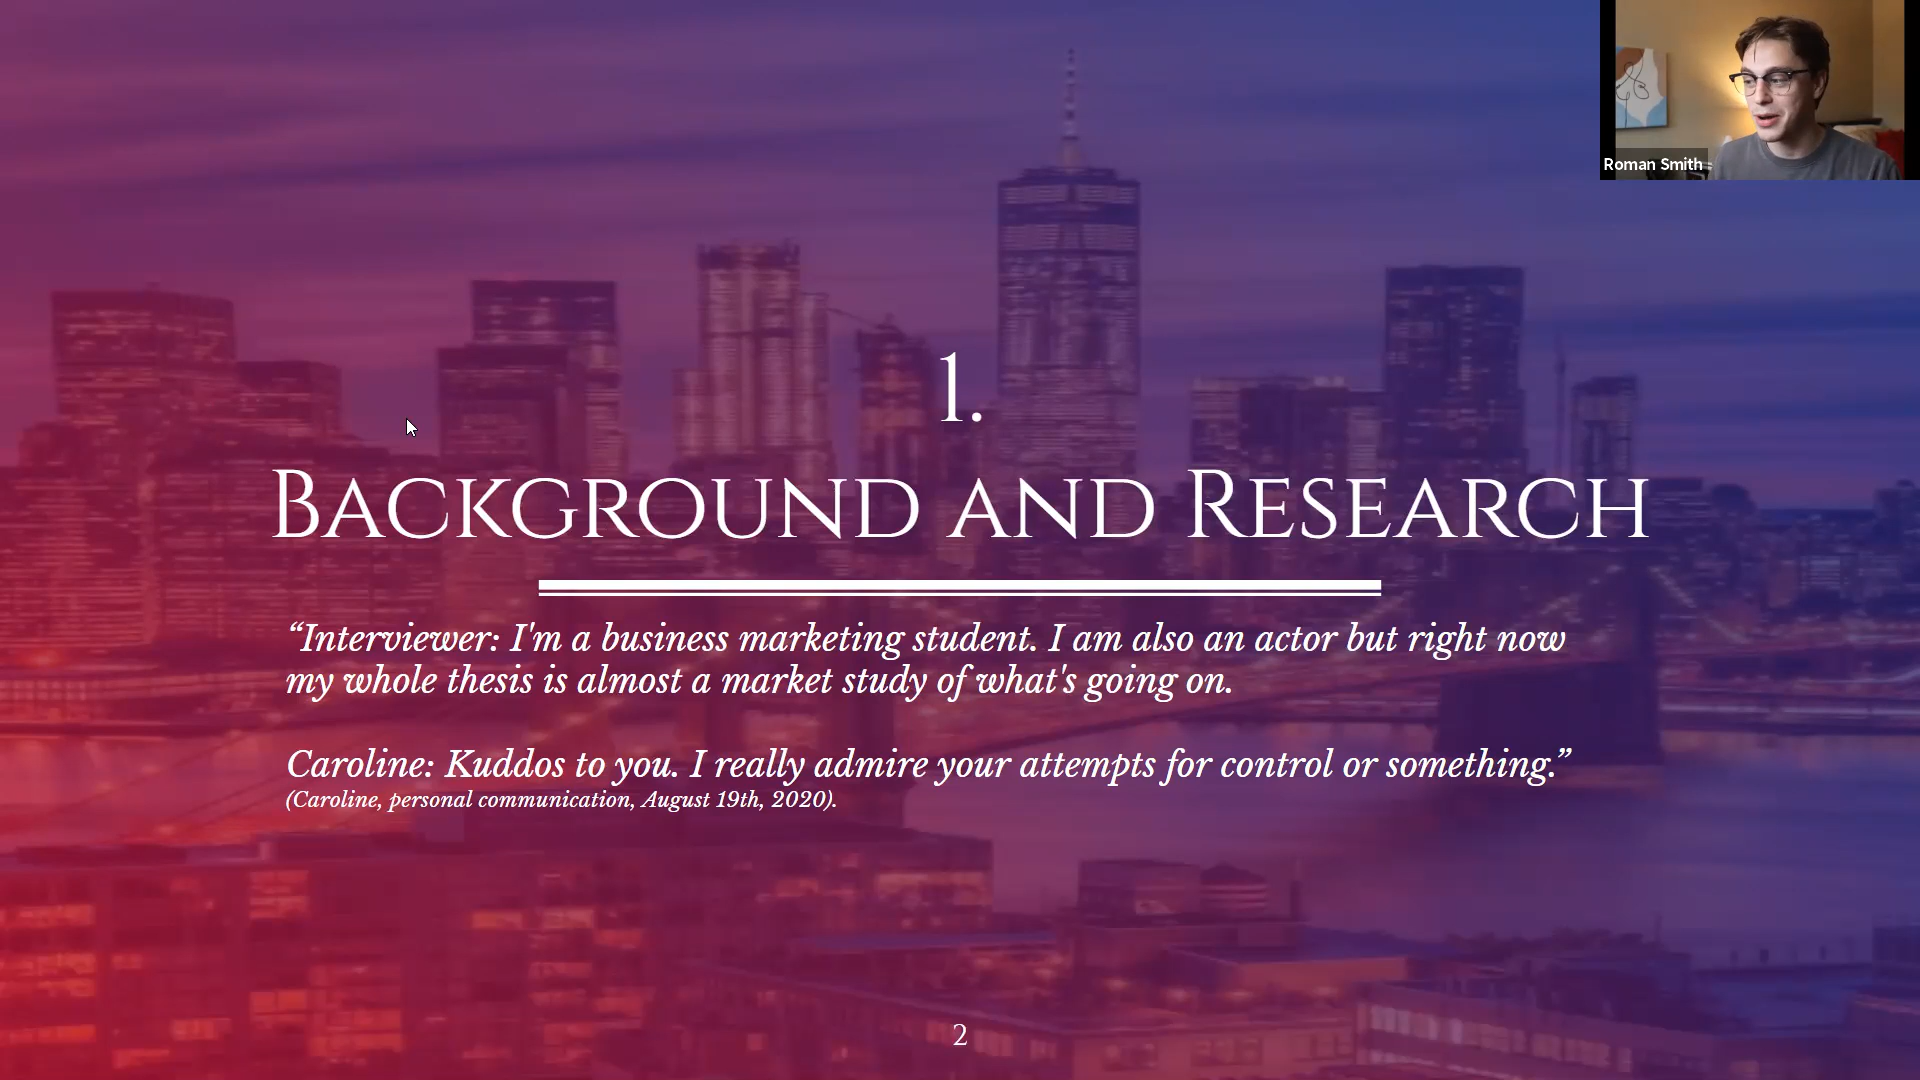 Roman Smith
1.
Background and Research
“Interviewer: I'm a business marketing student. I am also an actor but right now
my whole thesis is almost a market study of what's going on.
Caroline: Kuddos to you. I really admire your attempts for control or something.”
(Caroline, personal communication, August 19th, 2020).
2